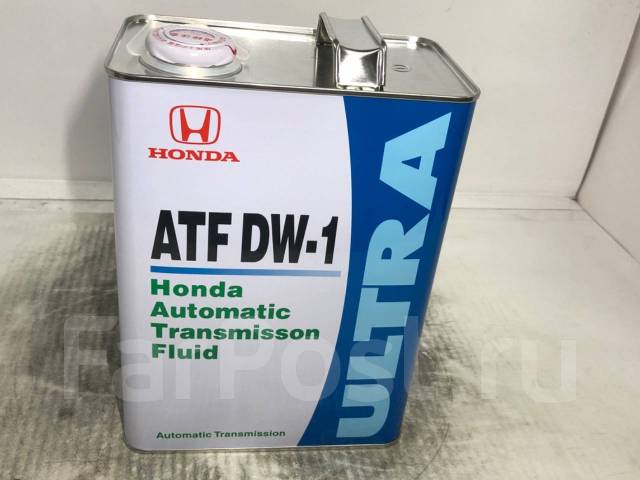 HONDA
ATF DW-1
Honda
Automatic
Transmisson
Fluid
Automatic Transmission
ULTRA
FarPost.ru